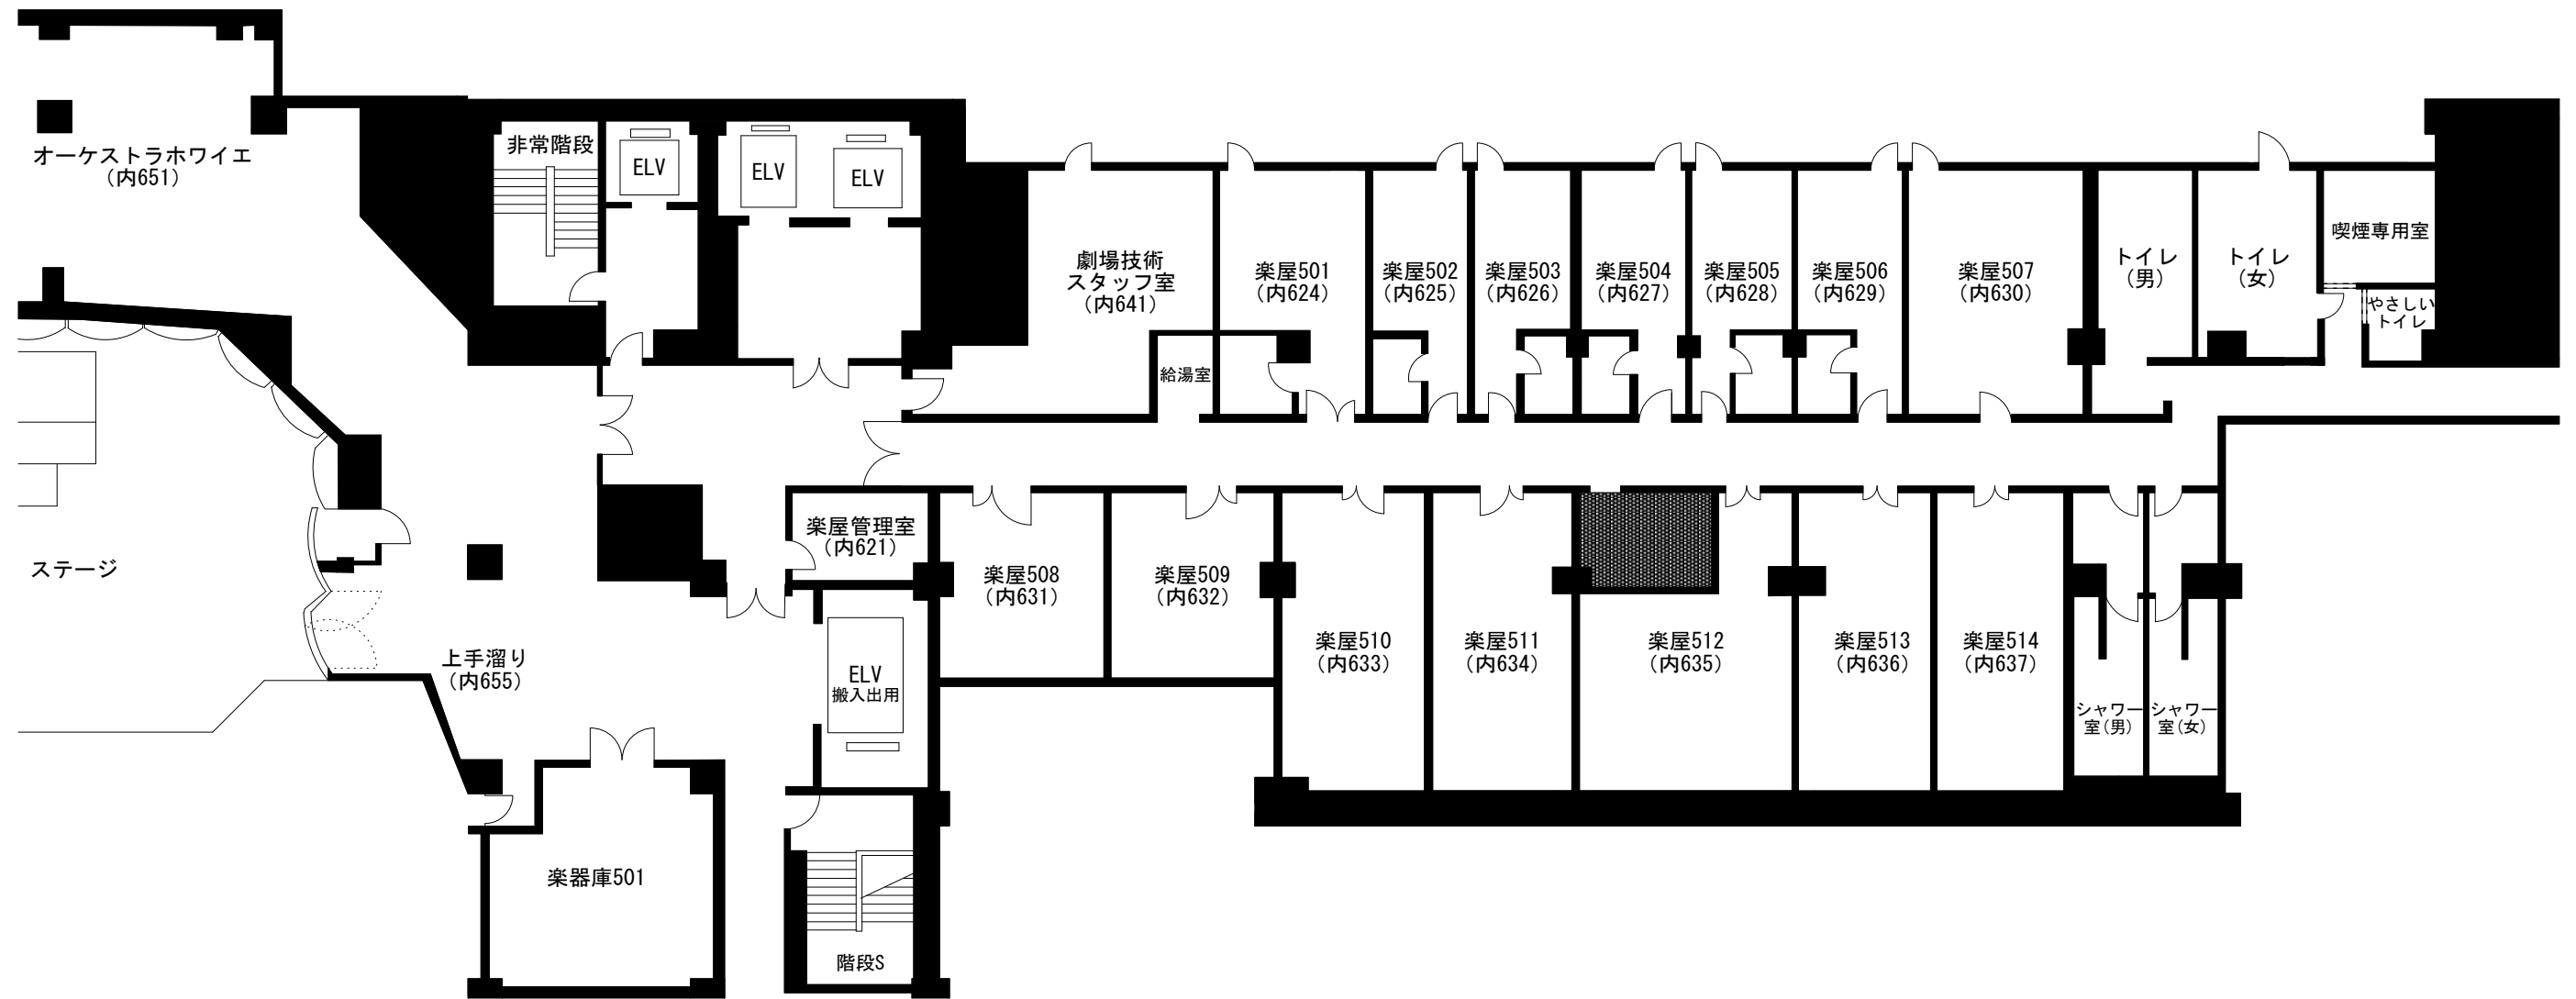 オーケストラホワイエ
（内651）
非常階段
ELV
ELV
ELV
劇場技術
スタッフ室
（内641）
給湯室
楽屋501
（内624）
楽屋502
（内625）
楽屋503
（内626）
楽屋504
（内627）
楽屋505
（内628）
楽屋506
（内629）
楽屋507
（内630）
トイレ
（男）
トイレ
（女）
喫煙専用室
やさしい
トイレ
ステージ
上手溜り
（内655）
楽屋管理室
（内621）
ELV
搬入出用
楽屋508
（内631）
楽屋509
（内632）
楽屋510
（内633）
楽屋511
（内634）
楽屋512
（内635）
楽屋513
（内636）
楽屋514
（内637）
シャワー
室（男）
シャワー
室（女）
楽器庫501
階段S